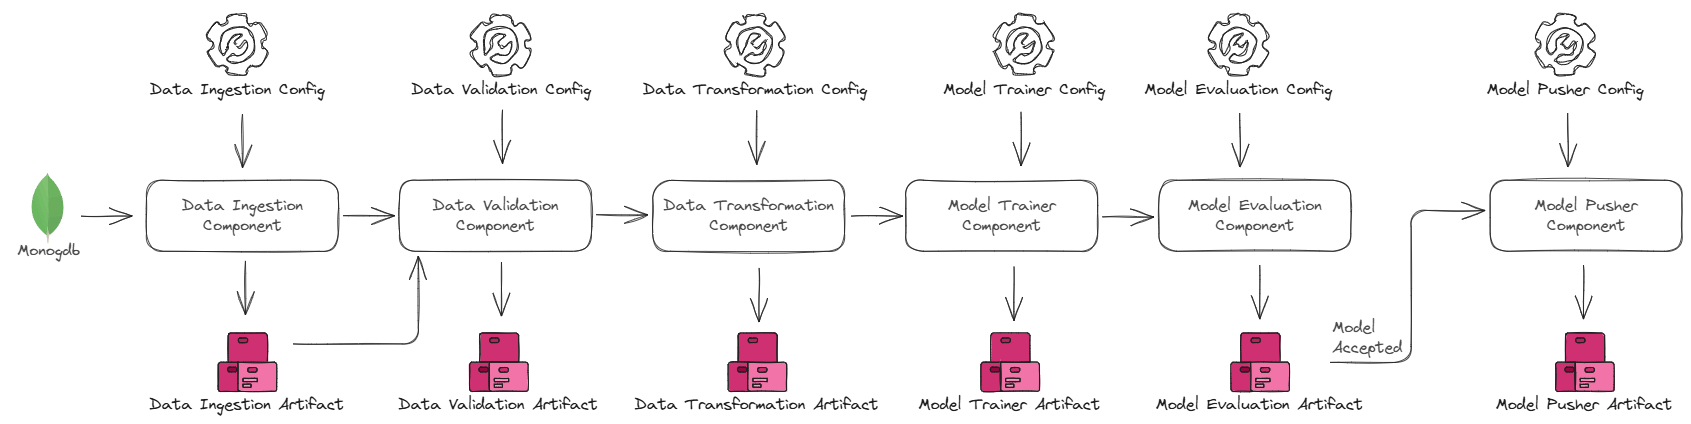 Data Ingestion Config
Data Validation Config
Data Transformation Config
Model Trainer Config
Model Evaluation Config
Model Pusher Config
Monogdb
Data Ingestion
Component
Data Validation
Component
Data Transformation
Component
Model Trainer
Component
Model Evaluation
Component
Model Pusher
Component
Model
Accepted
Data Ingestion Artifact
Data Validation Artifact
Data Transformation Artifact
Model Trainer Artifact
Model Evaluation Artifact
Model Pusher Artifact